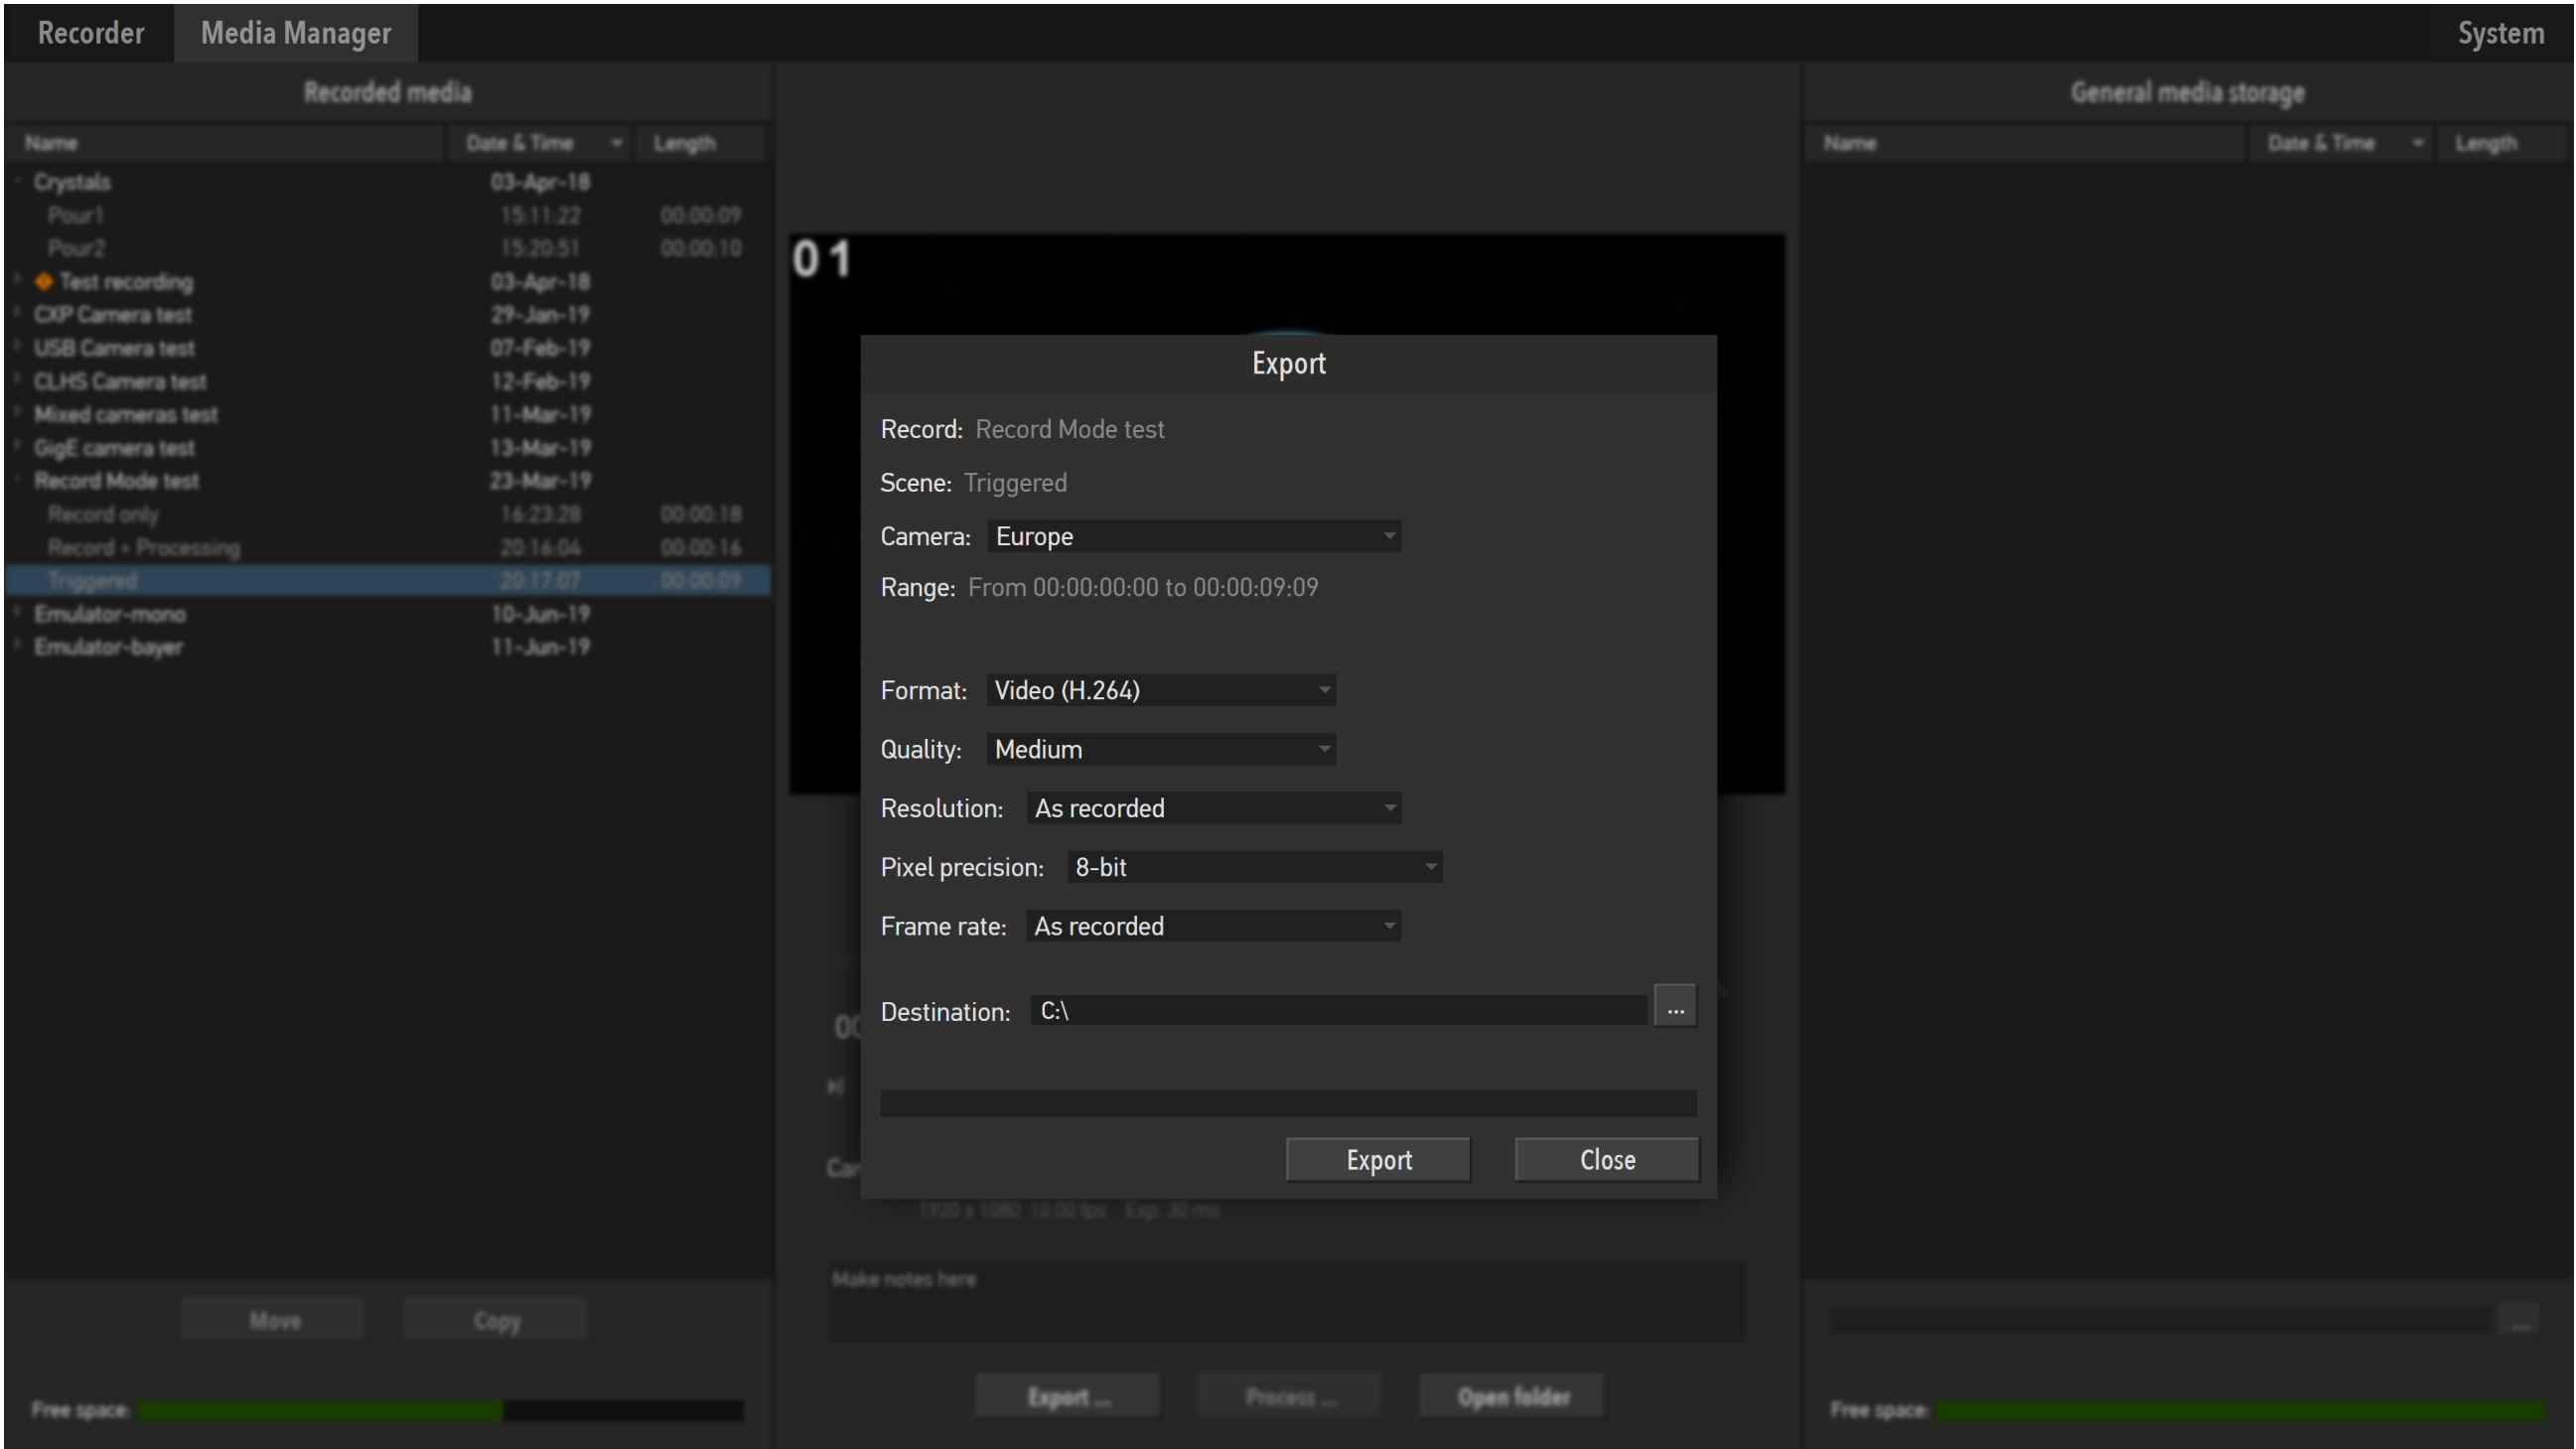 Recorder Media Manager System
Recorded media
Name Date & Time Length
Crystals 03-Apr-18
Pour1 15:11:22 00:00:09
Pour2 15:20:51 00:00:10
Test recording 03-Apr-18
CXP Camera test 29-Jan-19
USB Camera test 07-Feb-19
CLHS Camera test 12-Feb-19
Mixed cameras test 11-Mar-19
GigE camera test 13-Mar-19
Record Mode test 23-Mar-19
Record only 16:23:28 00:00:18
Record + Processing 20:16:04 00:00:16
Triggered 20:17:07 00:00:09
Emulator-mono 10-Jun-19
Emulator-bayer 11-Jun-19
Move Copy
Free space:
01
Export
Record: Record Mode test
Scene: Triggered
Camera: Europe
Range: From 00:00:00:00 to 00:00:09:09
Format: Video (H.264)
Quality: Medium
Resolution: As recorded
Pixel precision: 8-bit
Frame rate: As recorded
Destination: C:\ ...
Export Close
1920 x 1080 10.00 fps Exp: 30 ms
Make notes here
Export ... Process ... Open folder
General media storage
Name Date & Time Length
...
Free space: